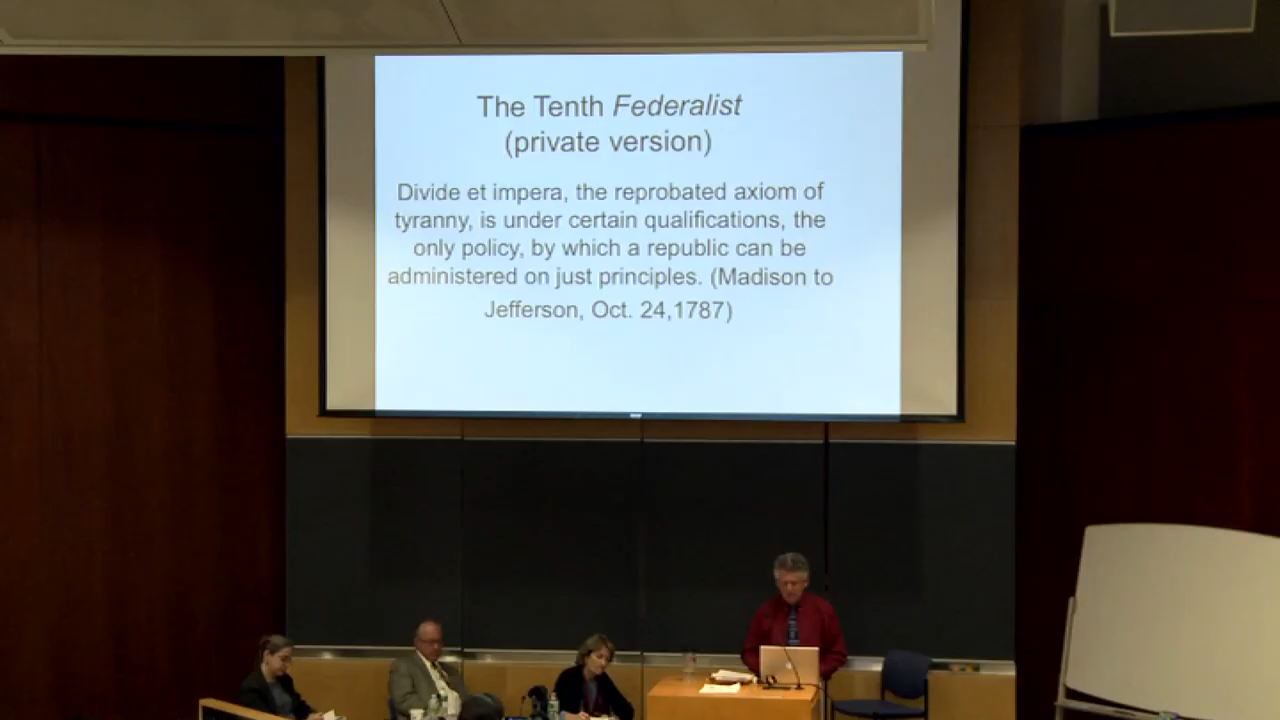 The Tenth Federalist
(private version)
Divide et impera, the reprobated axiom of
tyranny, is under certain qualifications, the
only policy, by which a republic can be
administered on just principles. (Madison to
Jefferson, Oct. 24,1787)